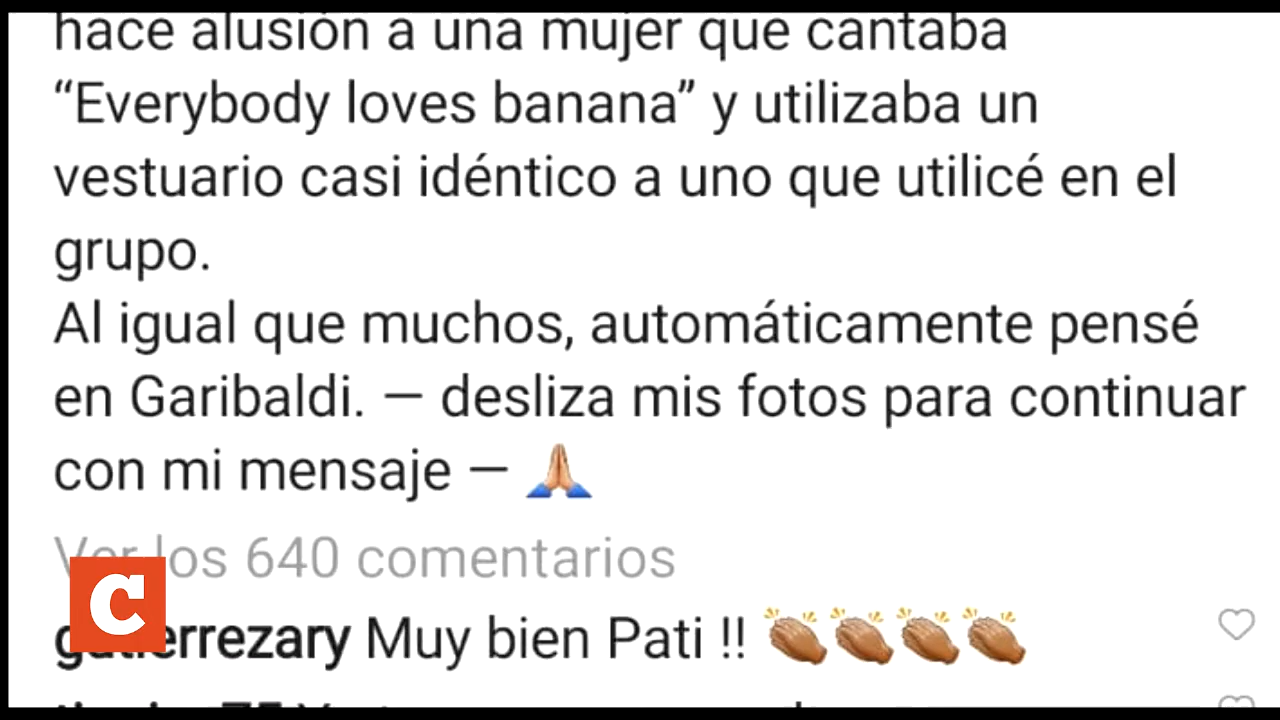 hace alusión a una mujer que cantaba
“Everybody loves banana” y utilizaba un
vestuario casi idéntico a uno que utilicé en el
grupo.
Al igual que muchos, automáticamente pensé
en Garibaldi. — desliza mis fotos para continuar
con mi mensaje — 🙏
Ver los 640 comentarios
C
gutierrezary Muy bien Pati !! 👏👏👏👏